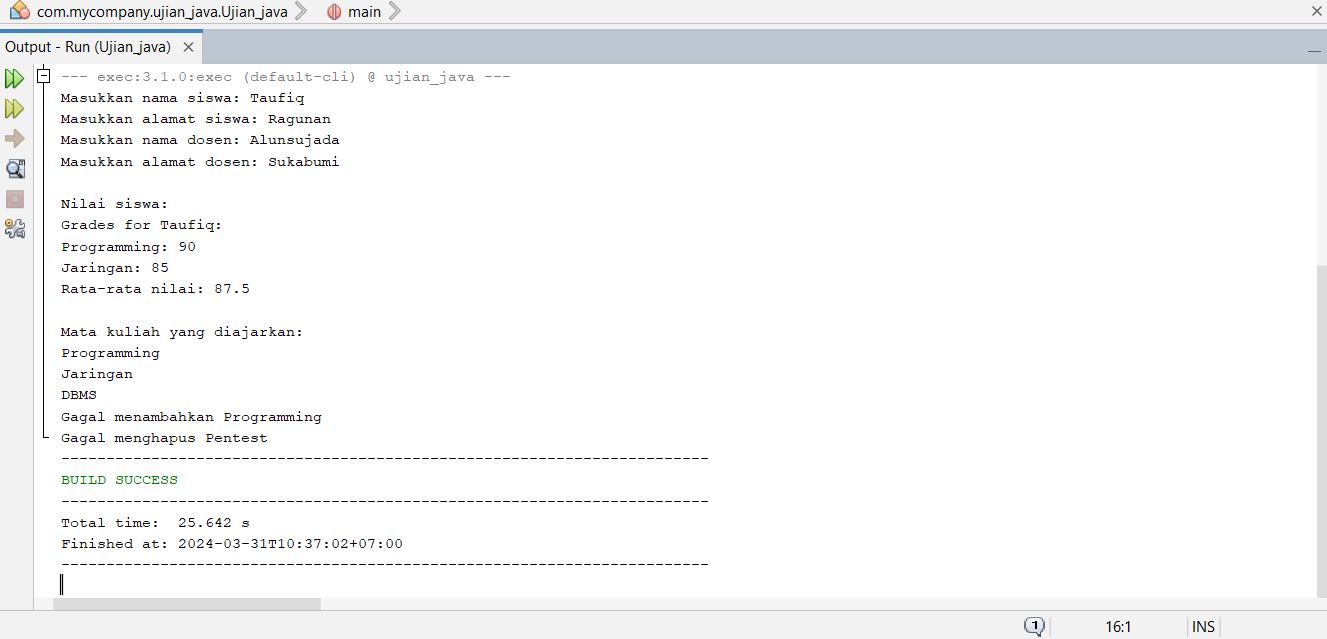 com.mycompany.ujian_java.Ujian_java main
Output - Run (Ujian_java)
--- exec:3.1.0:exec (default-cli) @ ujian_java ---
Masukkan nama siswa: Taufiq
Masukkan alamat siswa: Ragunan
Masukkan nama dosen: Alunsujada
Masukkan alamat dosen: Sukabumi
Nilai siswa:
Grades for Taufiq:
Programming: 90
Jaringan: 85
Rata-rata nilai: 87.5
Mata kuliah yang diajarkan:
Programming
Jaringan
DBMS
Gagal menambahkan Programming
Gagal menghapus Pentest
------------------------------------------------------------------------
BUILD SUCCESS
------------------------------------------------------------------------
Total time:  25.642 s
Finished at: 2024-03-31T10:37:02+07:00
------------------------------------------------------------------------
1 16:1 INS